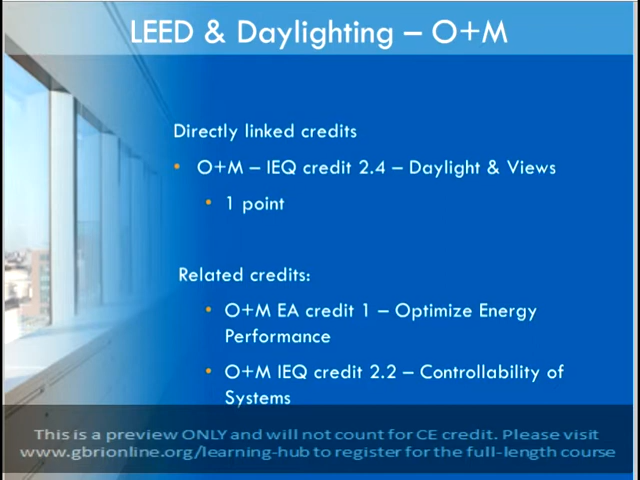 LEED & Daylighting – O+M
Directly linked credits
• O+M – IEQ credit 2.4 – Daylight & Views
• 1 point
Related credits:
• O+M EA credit 1 – Optimize Energy
Performance
• O+M IEQ credit 2.2 – Controllability of
Systems
This is a preview ONLY and will not count for CE credit. Please visit
www.gbrionline.org/learning-hub to register for the full-length course